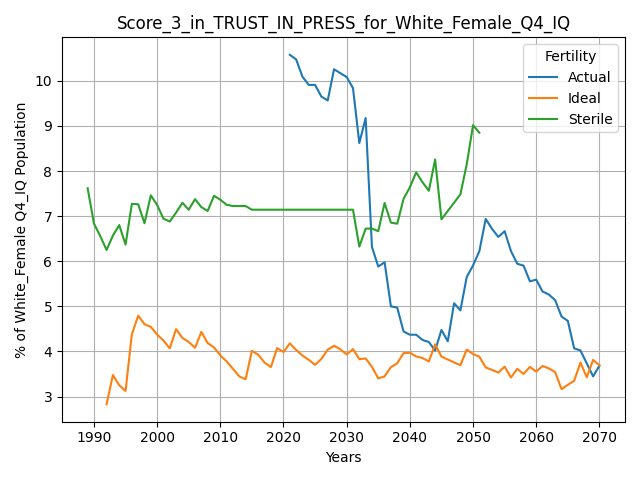 Score_3_in_TRUST_IN_PRESS_for_White_Female_Q4_IQ
Fertility
Actual
Ideal
Sterile
% of White_Female Q4_IQ Population
10
9
8
7
6
5
4
3
1990 2000 2010 2020 2030 2040 2050 2060 2070
Years